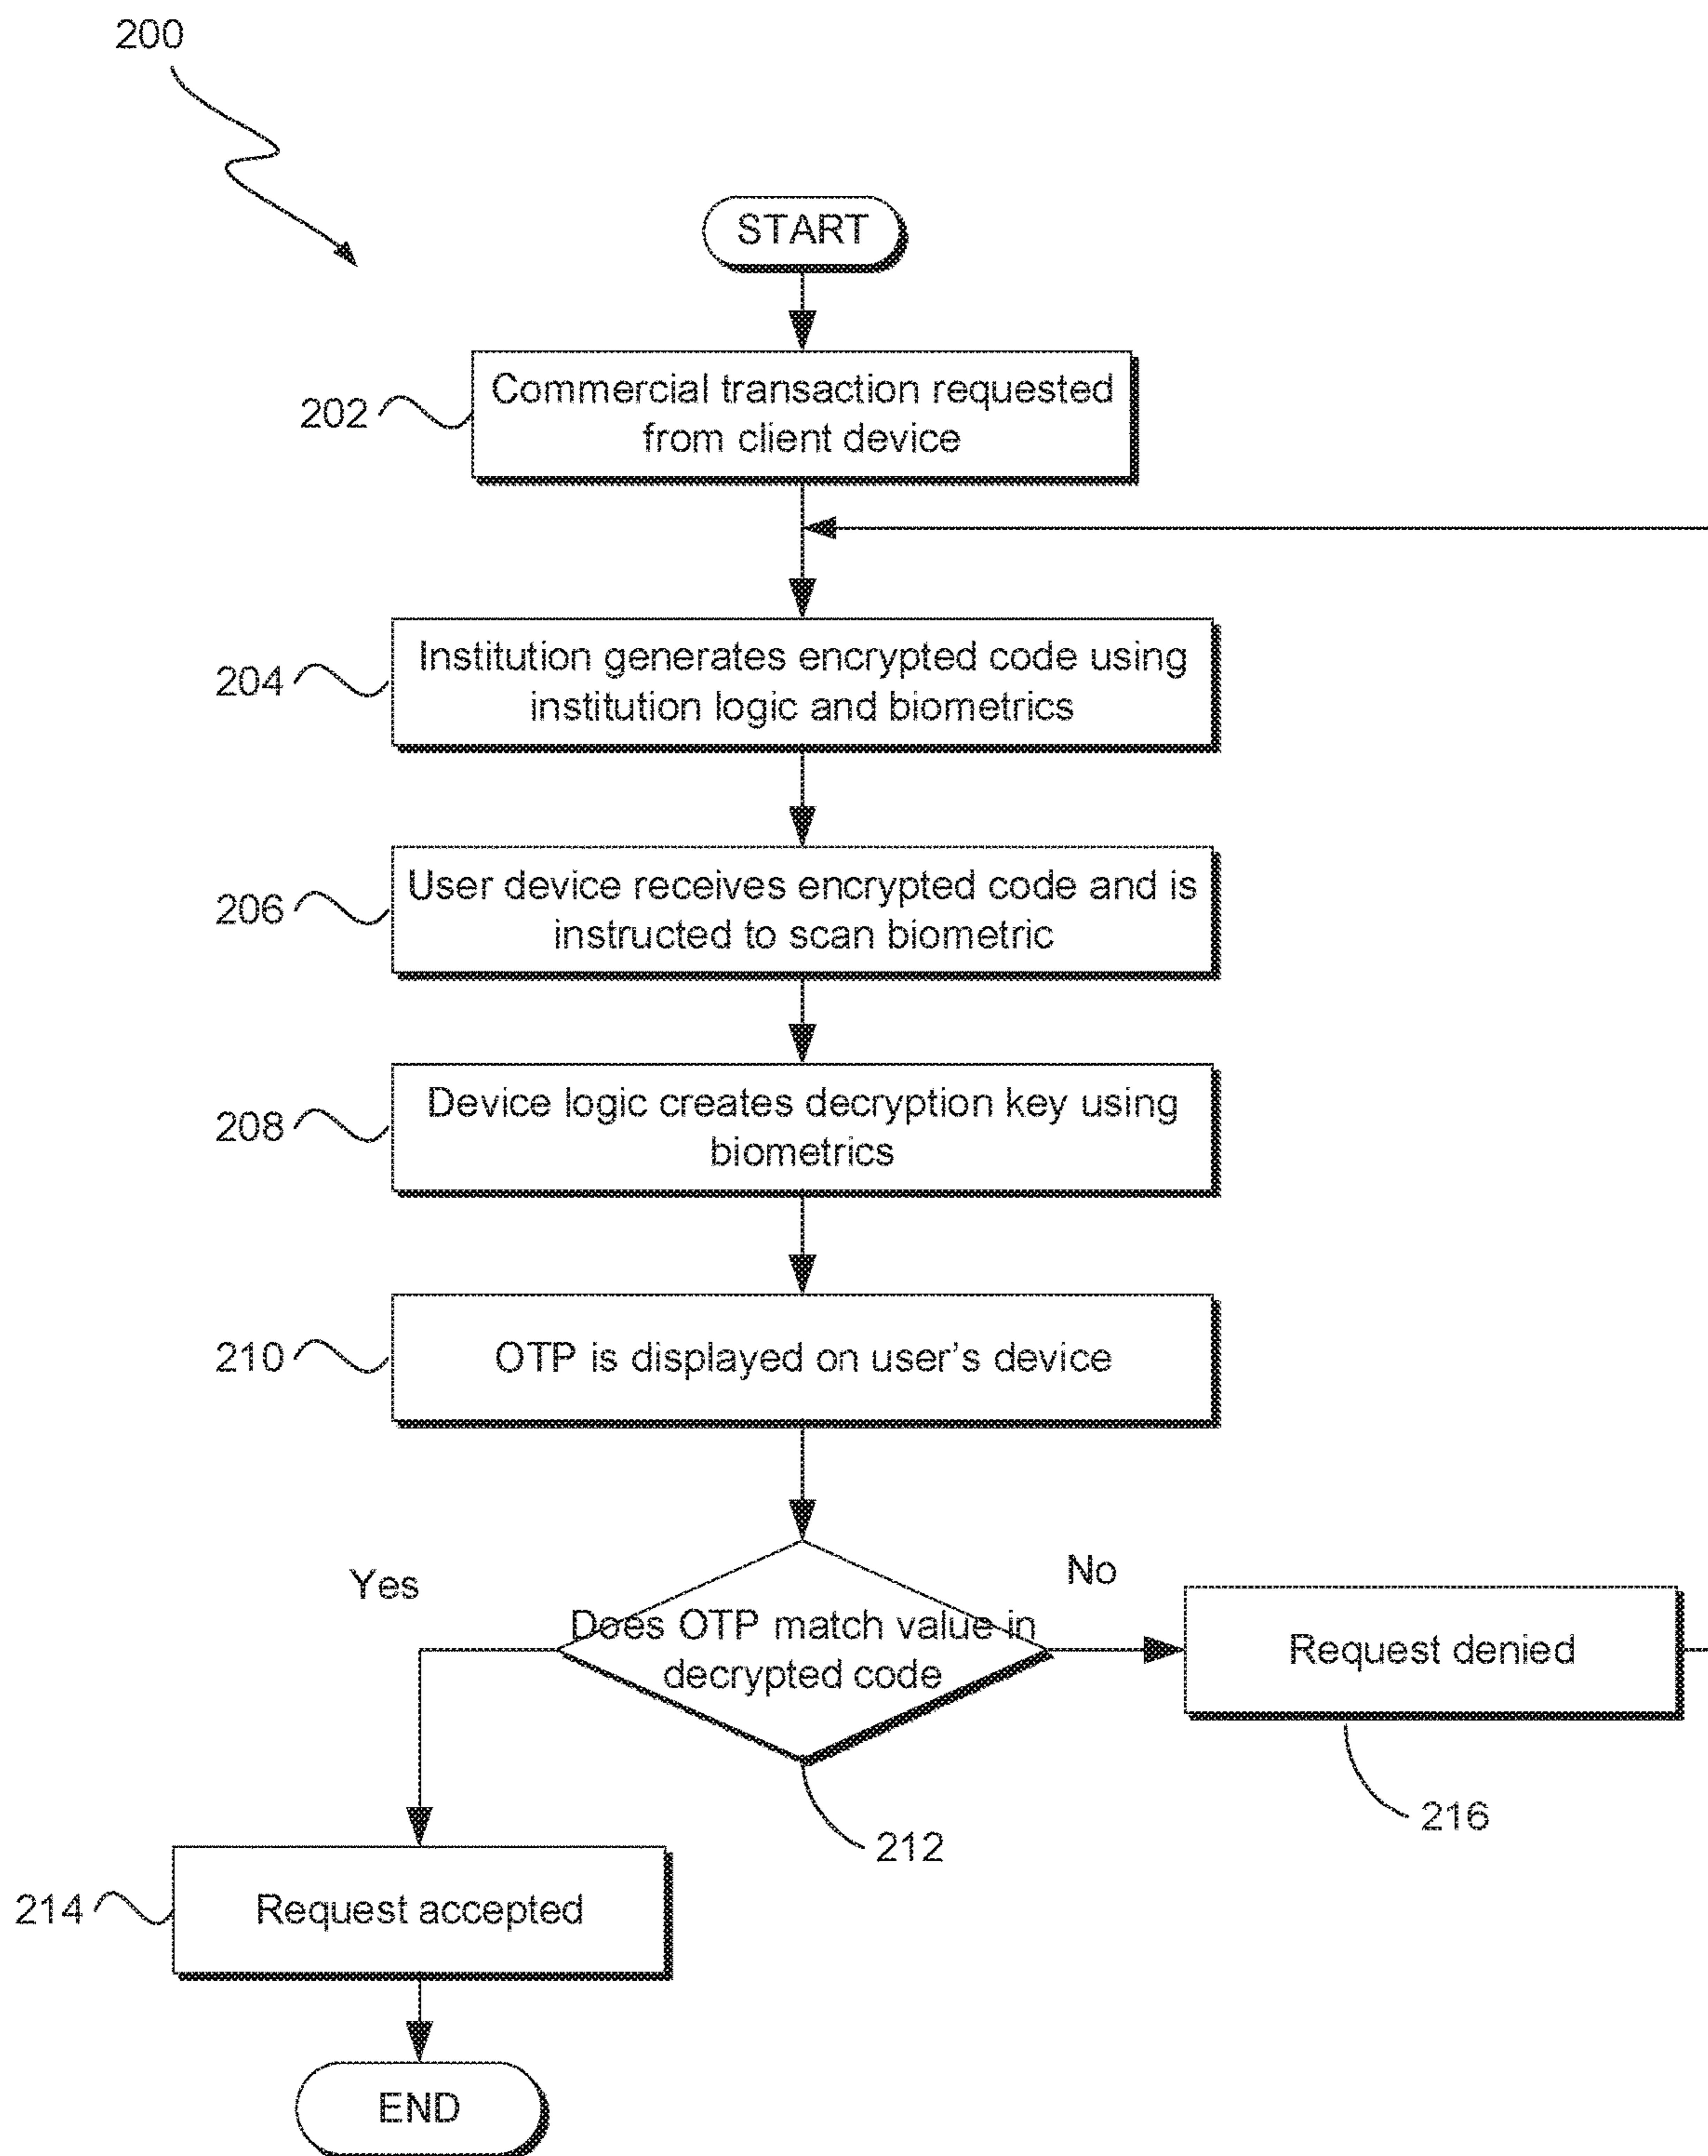 200
START
202
Commercial transaction requested
from client device
204
Institution generates encrypted code using
institution logic and biometrics
206
User device receives encrypted code and is
instructed to scan biometric
208
Device logic creates decryption key using
biometrics
210
OTP is displayed on user's device
Yes
No
Does OTP match value in
decrypted code
Request denied
216
212
214
Request accepted
END